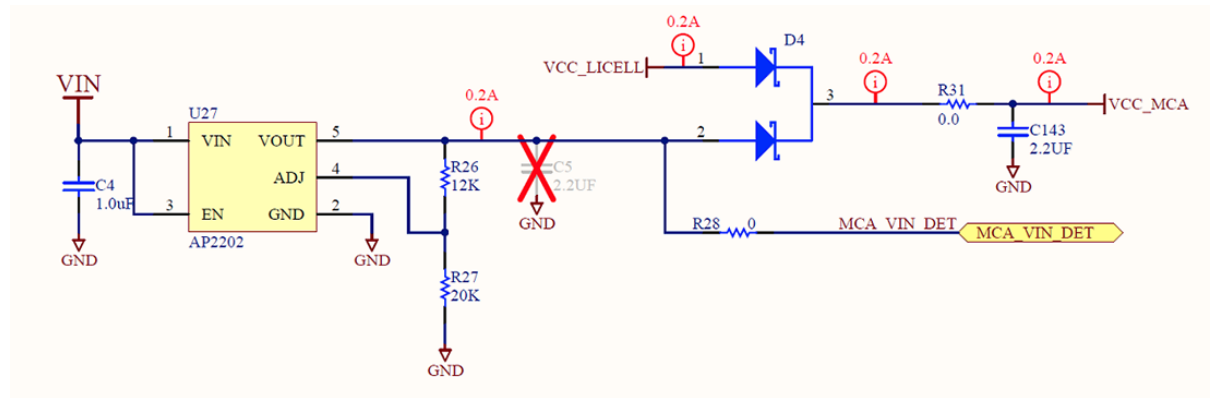 0.2A
i
D4
VCC_LICELL
1
VIN
0.2A
i
0.2A
i
0.2A
i
3
R31
0.0
VCC_MCA
C143
2.2UF
GND
U27
1
VIN
VOUT
5
2
R26
12K
C5
2.2UF
GND
ADJ
4
C4
1.0uF
3
EN
GND
2
AP2202
GND
GND
R28
0
MCA_VIN_DET
MCA_VIN_DET
R27
20K
GND